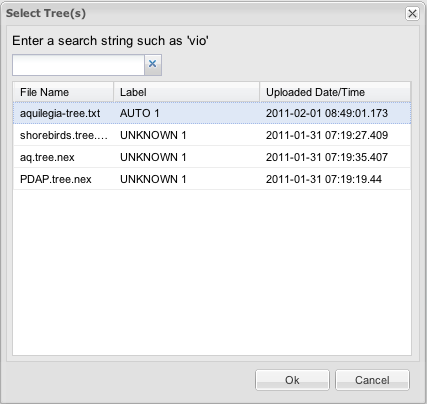 Select Tree(s)
Enter a search string such as 'vio'
File Name Label Uploaded Date/Time
aquilegia-tree.txt AUTO 1 2011-02-01 08:49:01.173
shorebirds.tree.... UNKNOWN 1 2011-01-31 07:19:27.409
aq.tree.nex UNKNOWN 1 2011-01-31 07:19:35.407
PDAP.tree.nex UNKNOWN 1 2011-01-31 07:19:19.44
Ok Cancel